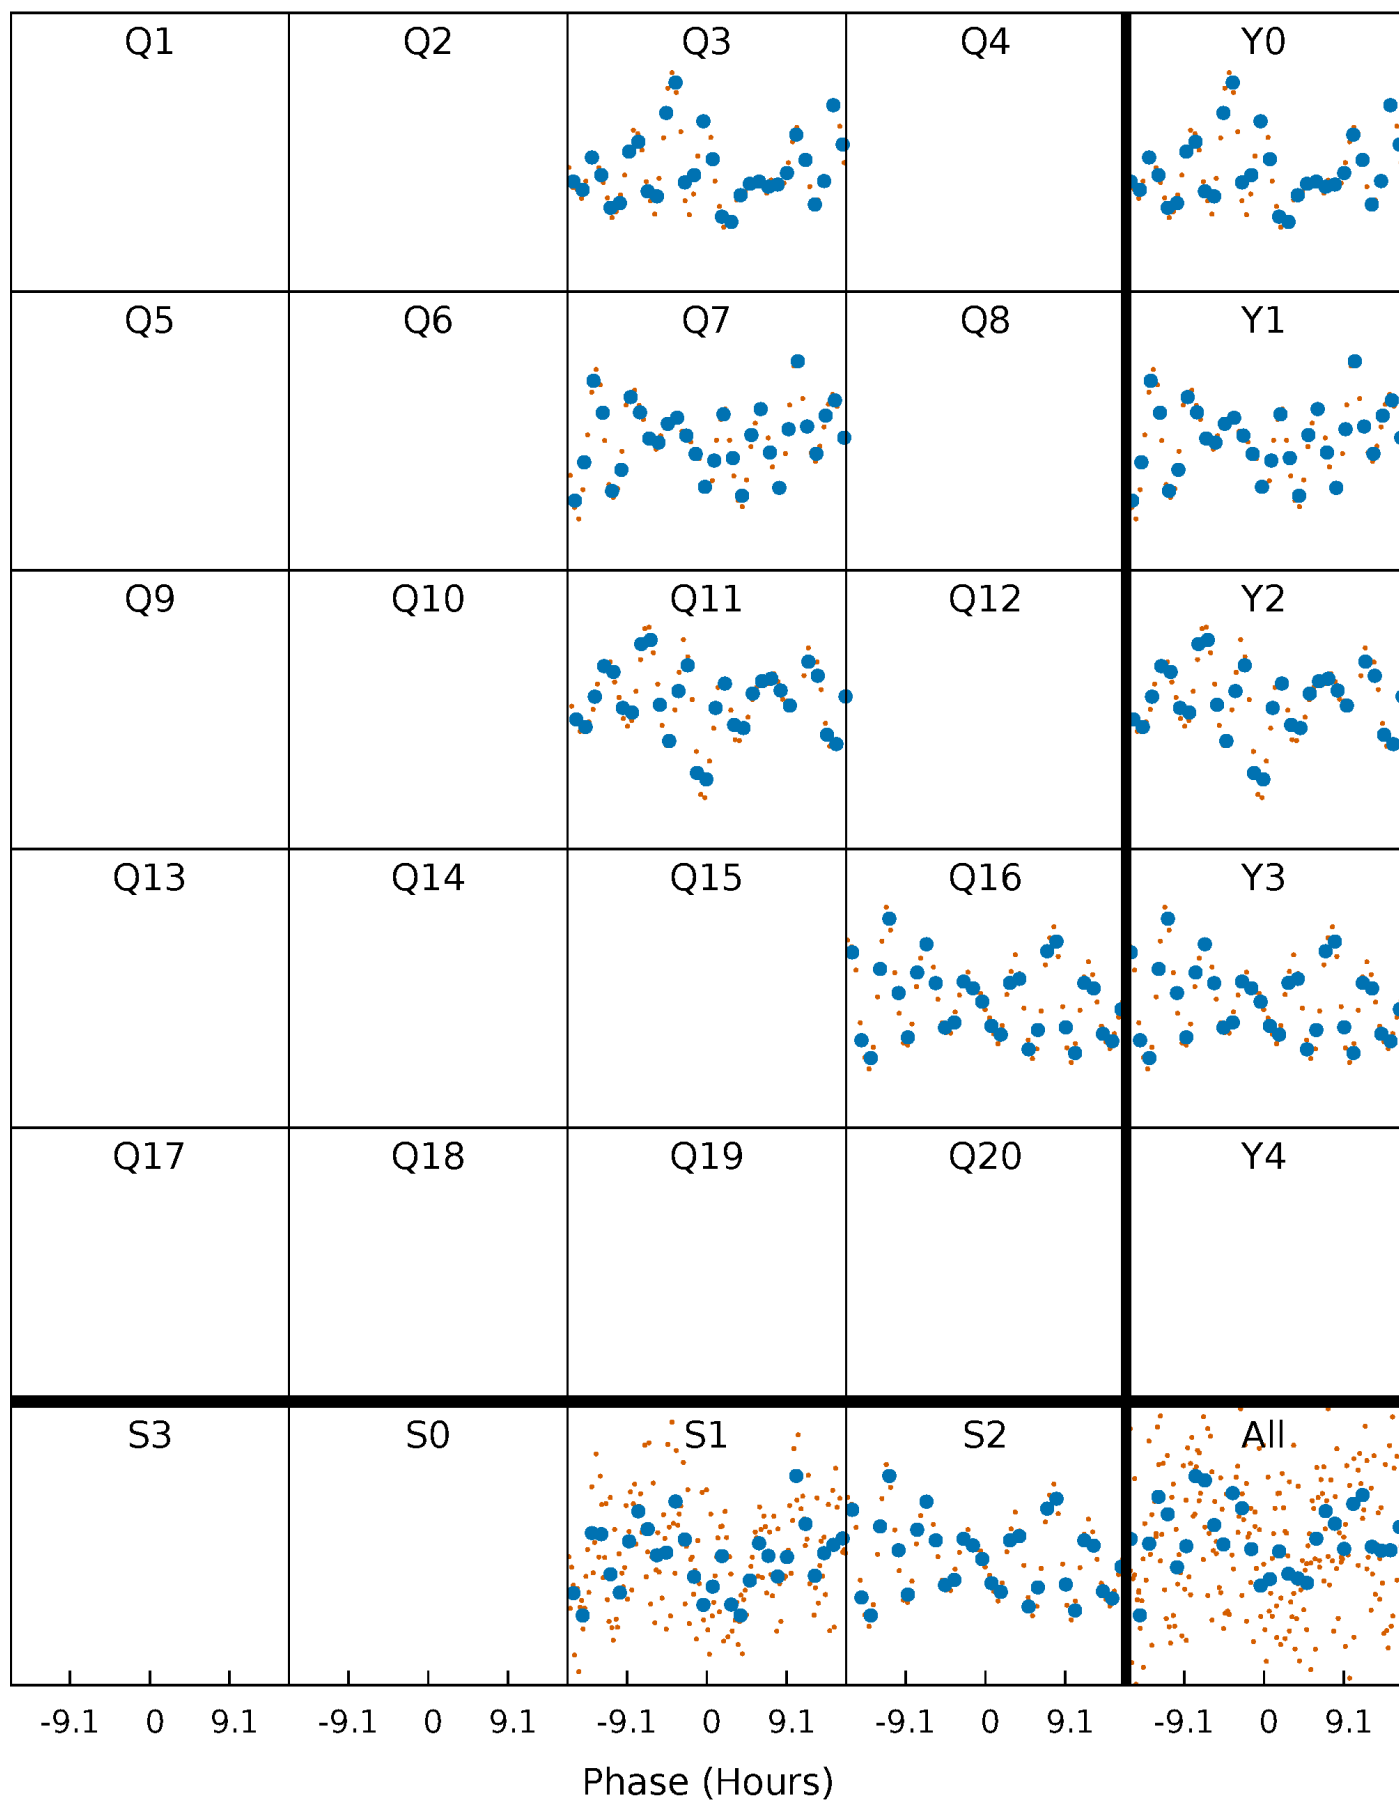 Q1 Q2 Q3 Q4 Y0
Q5 Q6 Q7 Q8 Y1
Q9 Q10 Q11 Q12 Y2
Q13 Q14 Q15 Q16 Y3
Q17 Q18 Q19 Q20 Y4
S3 S0 S1 S2 All
-9.1 0 9.1 -9.1 0 9.1 -9.1 0 9.1 -9.1 0 9.1 -9.1 0 9.1
Phase (Hours)